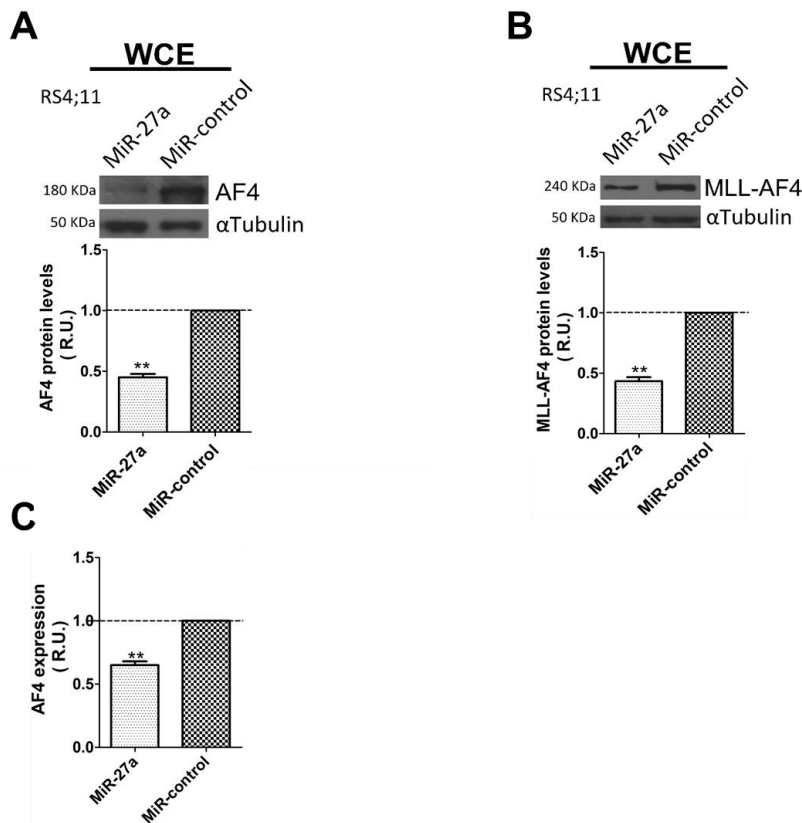 A
WCE
RS4;11
MiR-27a
MiR-control
180 KDa
AF4
50 KDa
αTubulin
1.5
1.0
0.5
0.0
AF4 protein levels
( R.U.)
**
MiR-27a
MiR-control
B
WCE
RS4;11
MiR-27a
MiR-control
240 KDa
MLL-AF4
50 KDa
αTubulin
1.5
1.0
0.5
0.0
MLL-AF4 protein levels
( R.U.)
**
MiR-27a
MiR-control
C
1.5
1.0
0.5
0.0
AF4 expression
( R.U.)
**
MiR-27a
MiR-control